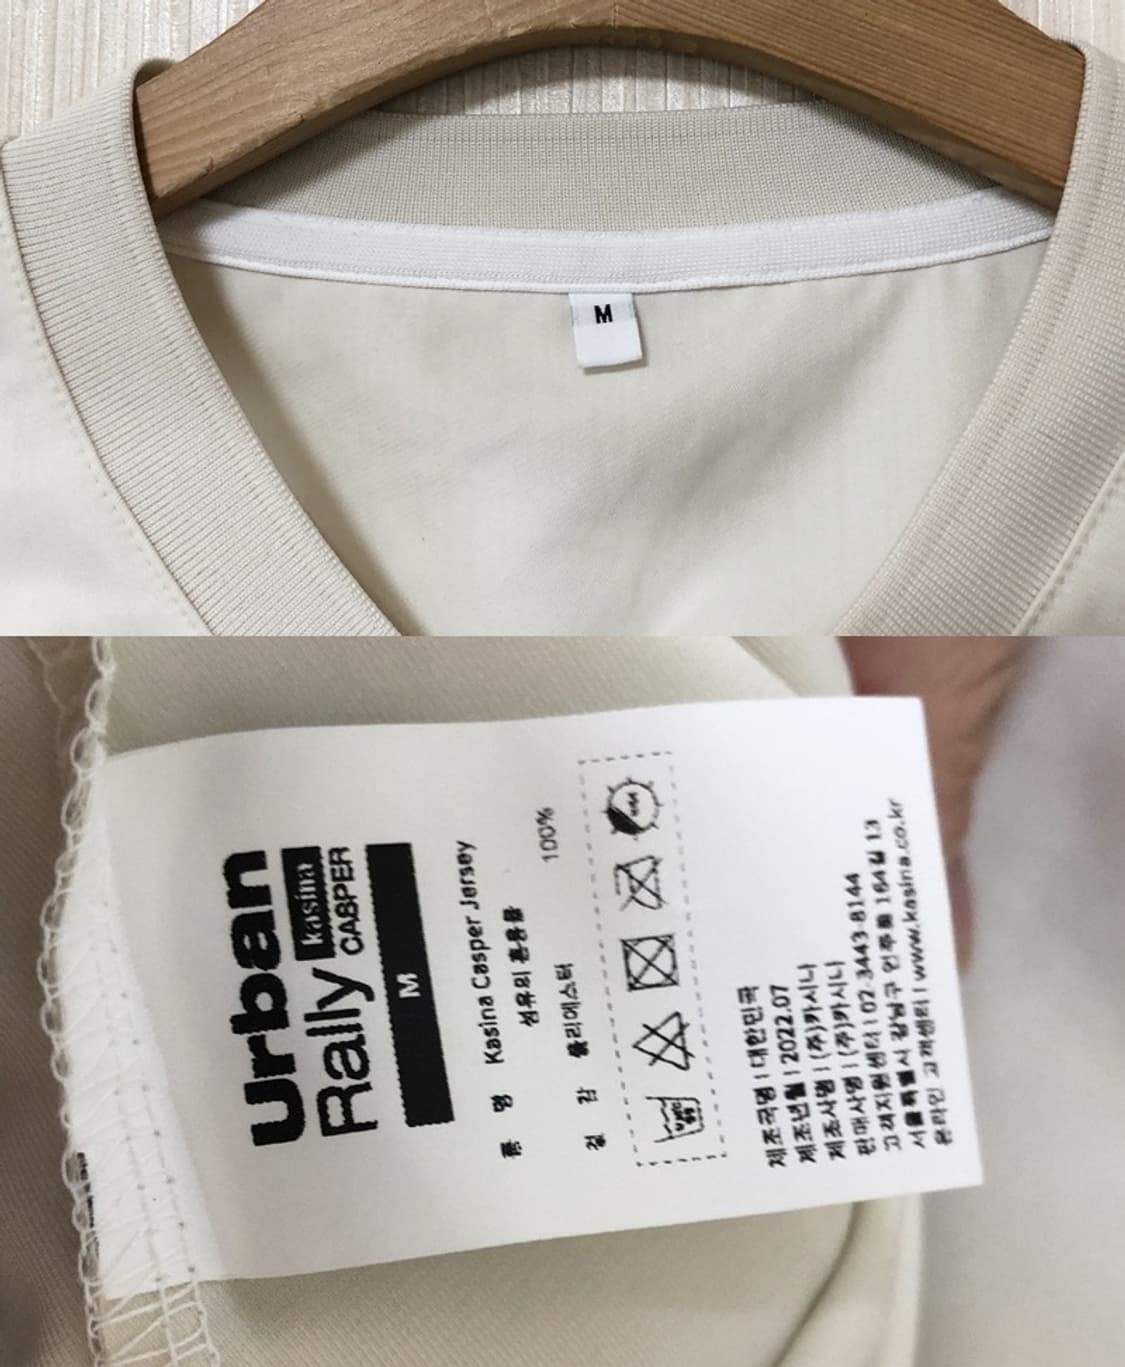 M
Urban
Rally kasina CASPER
M
품 명 Kasina Casper Jersey
섬유의 혼용율
겉 감 폴리에스터 100%
제조국명 | 대한민국
제조년월 | 2022.07
제조사명 | (주)카시나
판매사명 | (주)카시나
고객지원센터 | 02-3443-8144
서울특별시 강남구 언주로 164길 13
온라인 고객센터 | www.kasina.co.kr